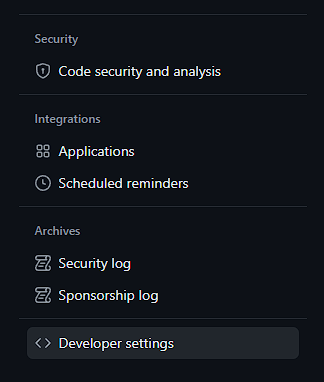 Security
Code security and analysis
Integrations
Applications
Scheduled reminders
Archives
Security log
Sponsorship log
Developer settings